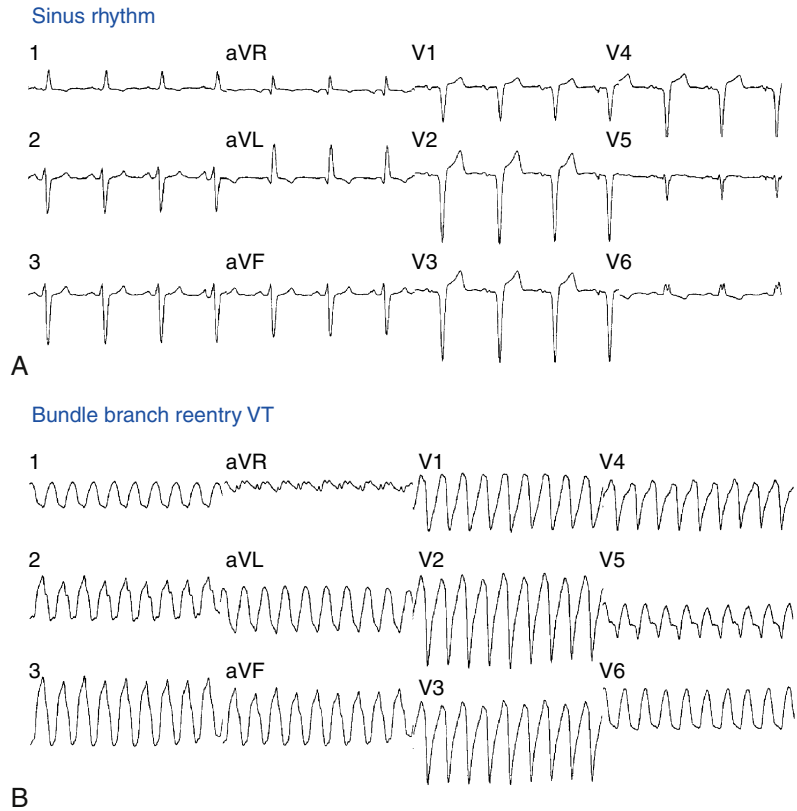 Sinus rhythm
1 aVR V1 V4
2 aVL V2 V5
3 aVF V3 V6
A
Bundle branch reentry VT
1 aVR V1 V4
2 aVL V2 V5
3 aVF V3 V6
B